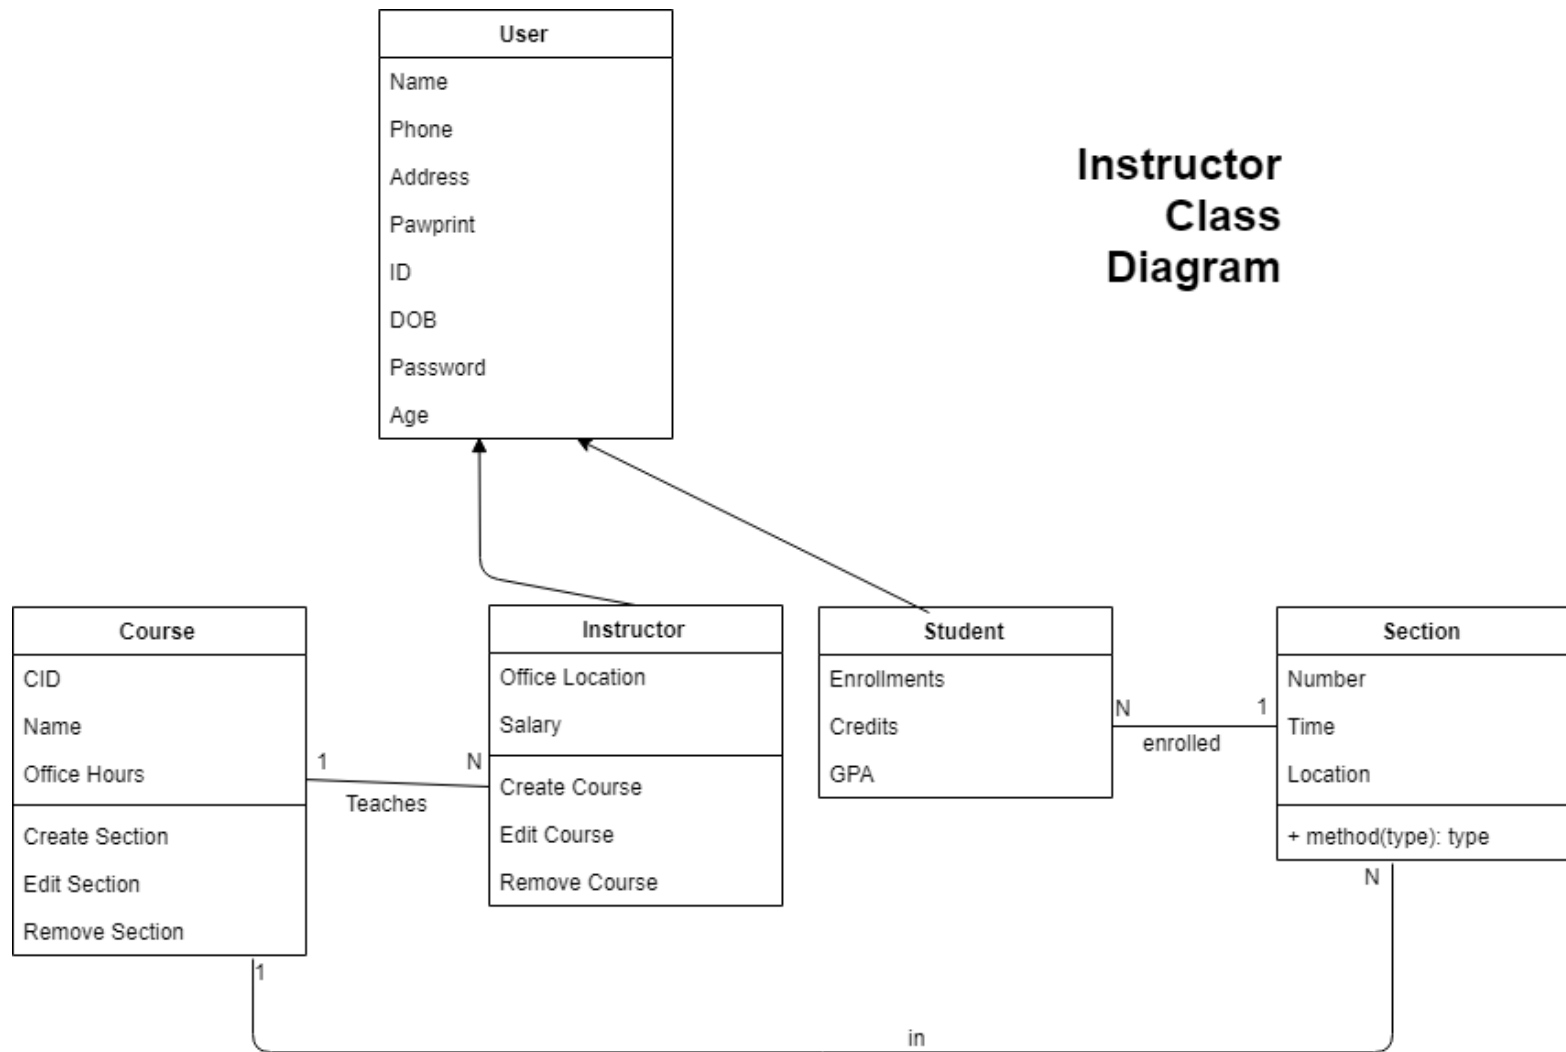 User
Name
Phone
Address
Pawprint
ID
DOB
Password
Age
Instructor
Class
Diagram
Course
CID
Name
Office Hours
Create Section
Edit Section
Remove Section
1
Teaches
N
Instructor
Office Location
Salary
Create Course
Edit Course
Remove Course
Student
Enrollments
Credits
GPA
N
enrolled
1
Section
Number
Time
Location
+ method(type): type
N
1
in